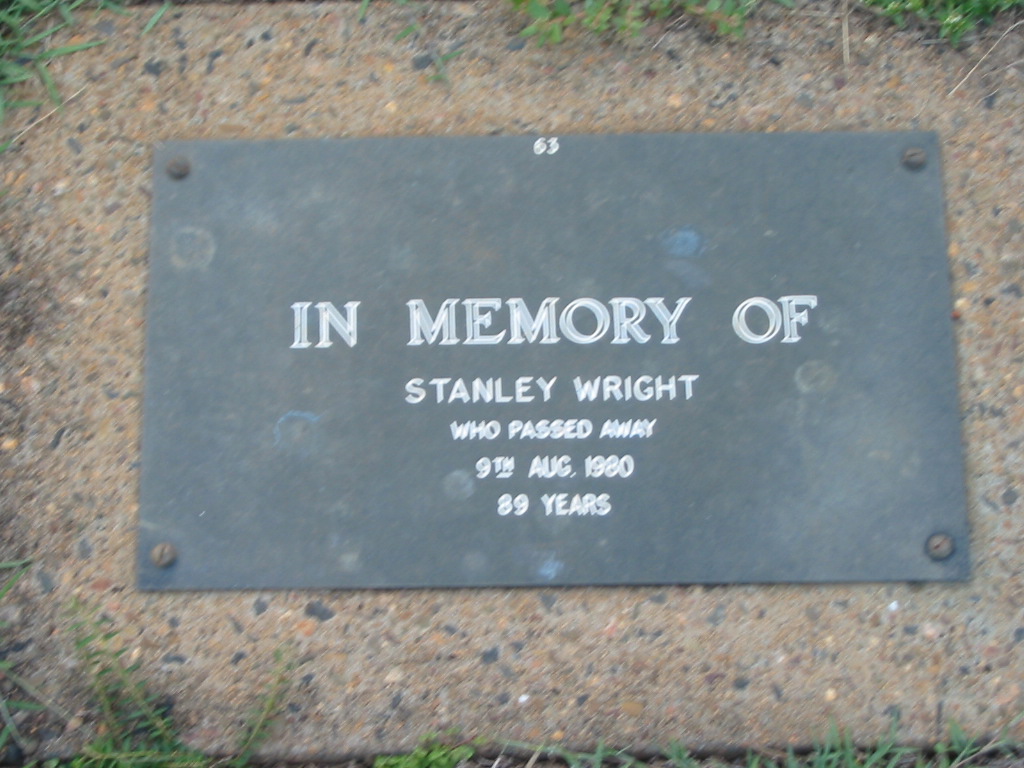 63
IN MEMORY OF
STANLEY WRIGHT
WHO PASSED AWAY
9TH AUG. 1980
89 YEARS